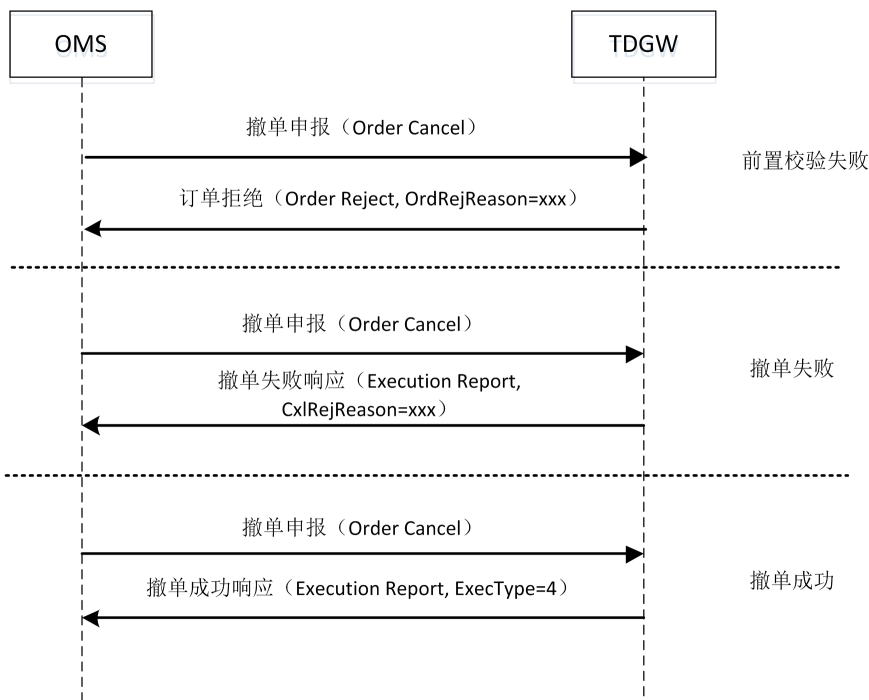 OMS
TDGW
撤单申报（Order Cancel）
前置校验失败
订单拒绝（Order Reject, OrdRejReason=xxx）
撤单申报（Order Cancel）
撤单失败
撤单失败响应（Execution Report,
CxlRejReason=xxx）
撤单申报（Order Cancel）
撤单成功响应（Execution Report, ExecType=4）
撤单成功